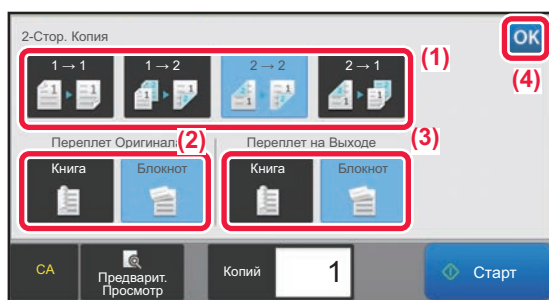 2-Стор. Копия
OK
(1)
(4)
1 → 1
1 → 2
2 → 2
2 → 1
Переплет Оригинала
(2)
Переплет на Выходе
(3)
Книга
Блокнот
Книга
Блокнот
CA
Предварит.
Просмотр
Копий
1
Старт